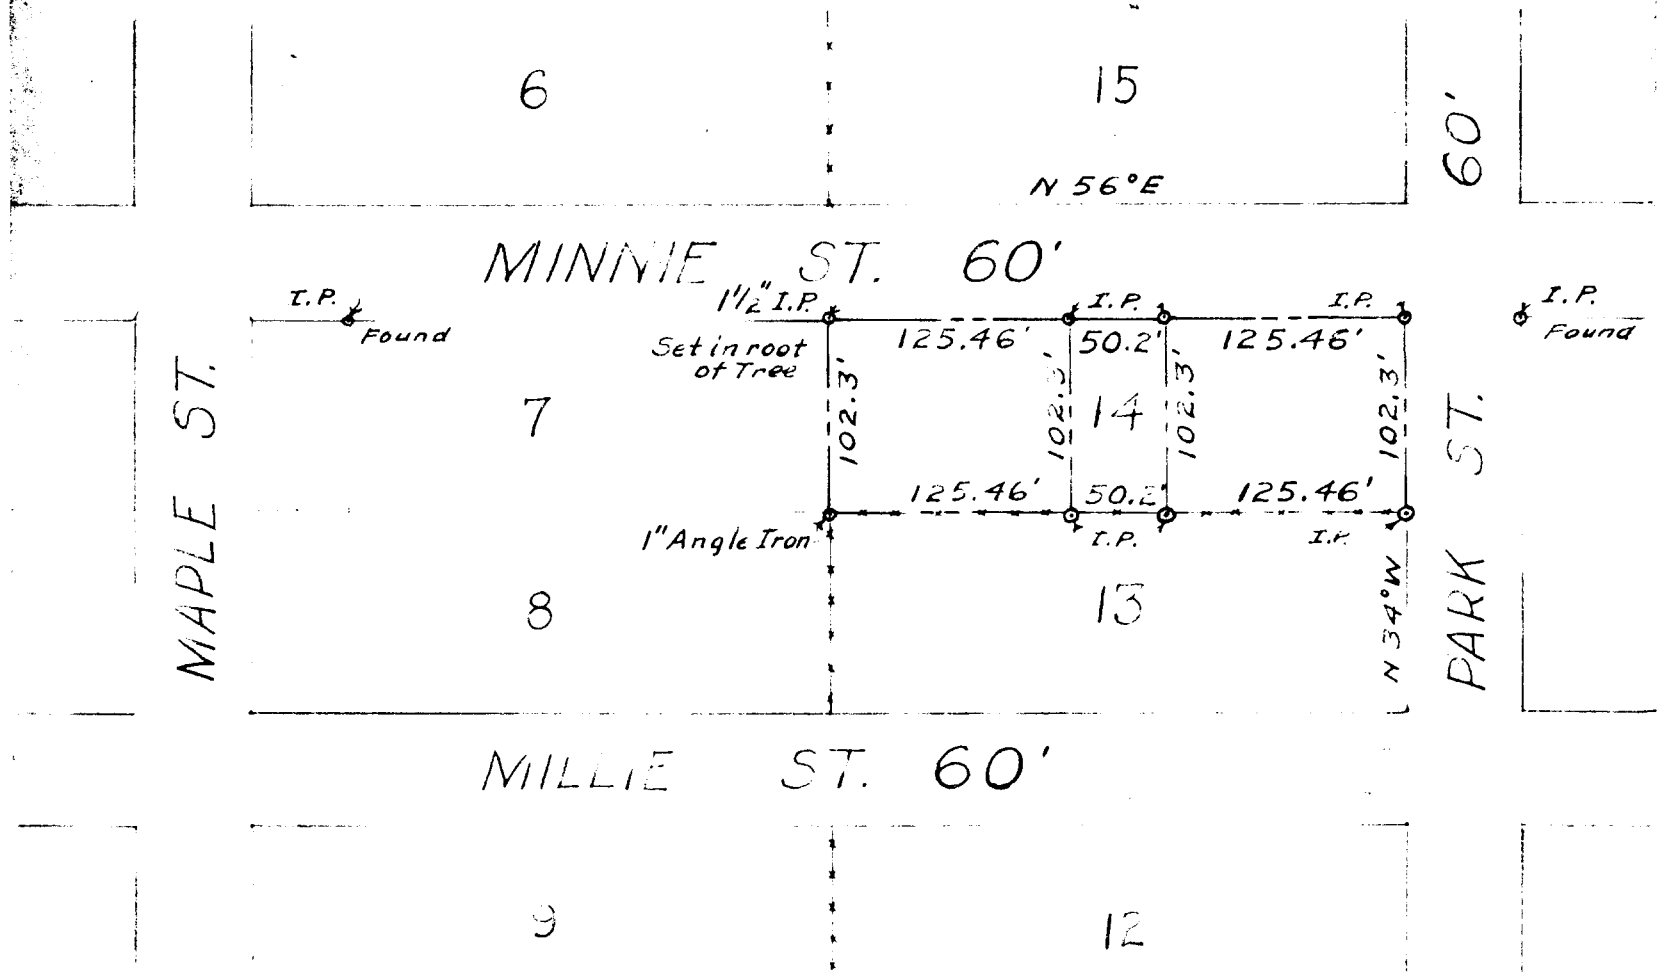 6
15
60'
N 56°E
MINNIE ST. 60'
I.P.
Found
1 1/2" I.P.
Set in root
of Tree
I.P.
I.P.
I.P.
Found
125.46'
50.2'
125.46'
MAPLE ST.
7
102.3'
102.3'
14
102.3'
102.3'
PARK ST.
125.46'
50.2'
125.46'
1" Angle Iron
I.P.
I.P.
8
13
N 34°W
MILLIE ST. 60'
9
12